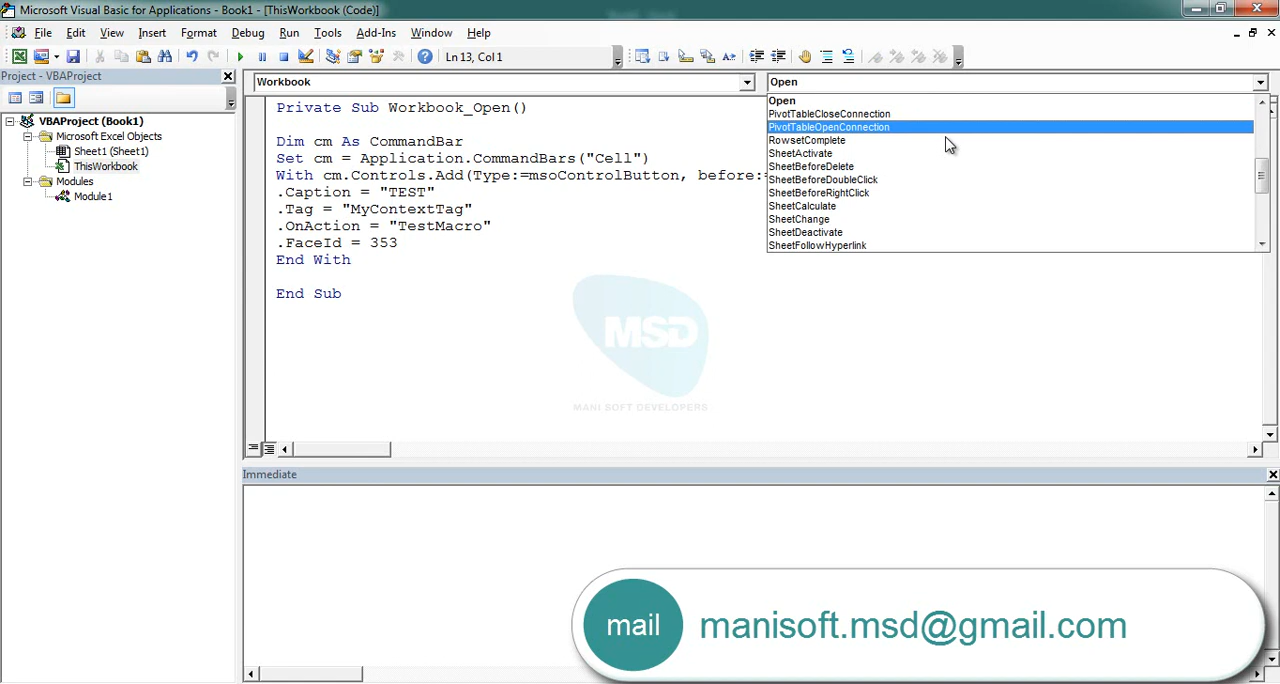 Microsoft Visual Basic for Applications - Book1 - [ThisWorkbook (Code)]
File Edit View Insert Format Debug Run Tools Add-Ins Window Help
Ln 13, Col 1
Project - VBAProject
Workbook
Open
VBAProject (Book1)
Microsoft Excel Objects
Sheet1 (Sheet1)
ThisWorkbook
Modules
Module1
Private Sub Workbook_Open()
Dim cm As CommandBar
Set cm = Application.CommandBars("Cell")
With cm.Controls.Add(Type:=msoControlButton, before:=
.Caption = "TEST"
.Tag = "MyContextTag"
.OnAction = "TestMacro"
.FaceId = 353
End With
End Sub
Open
PivotTableCloseConnection
PivotTableOpenConnection
RowsetComplete
SheetActivate
SheetBeforeDelete
SheetBeforeDoubleClick
SheetBeforeRightClick
SheetCalculate
SheetChange
SheetDeactivate
SheetFollowHyperlink
MSD
MANI SOFT DEVELOPERS
Immediate
mail manisoft.msd@gmail.com